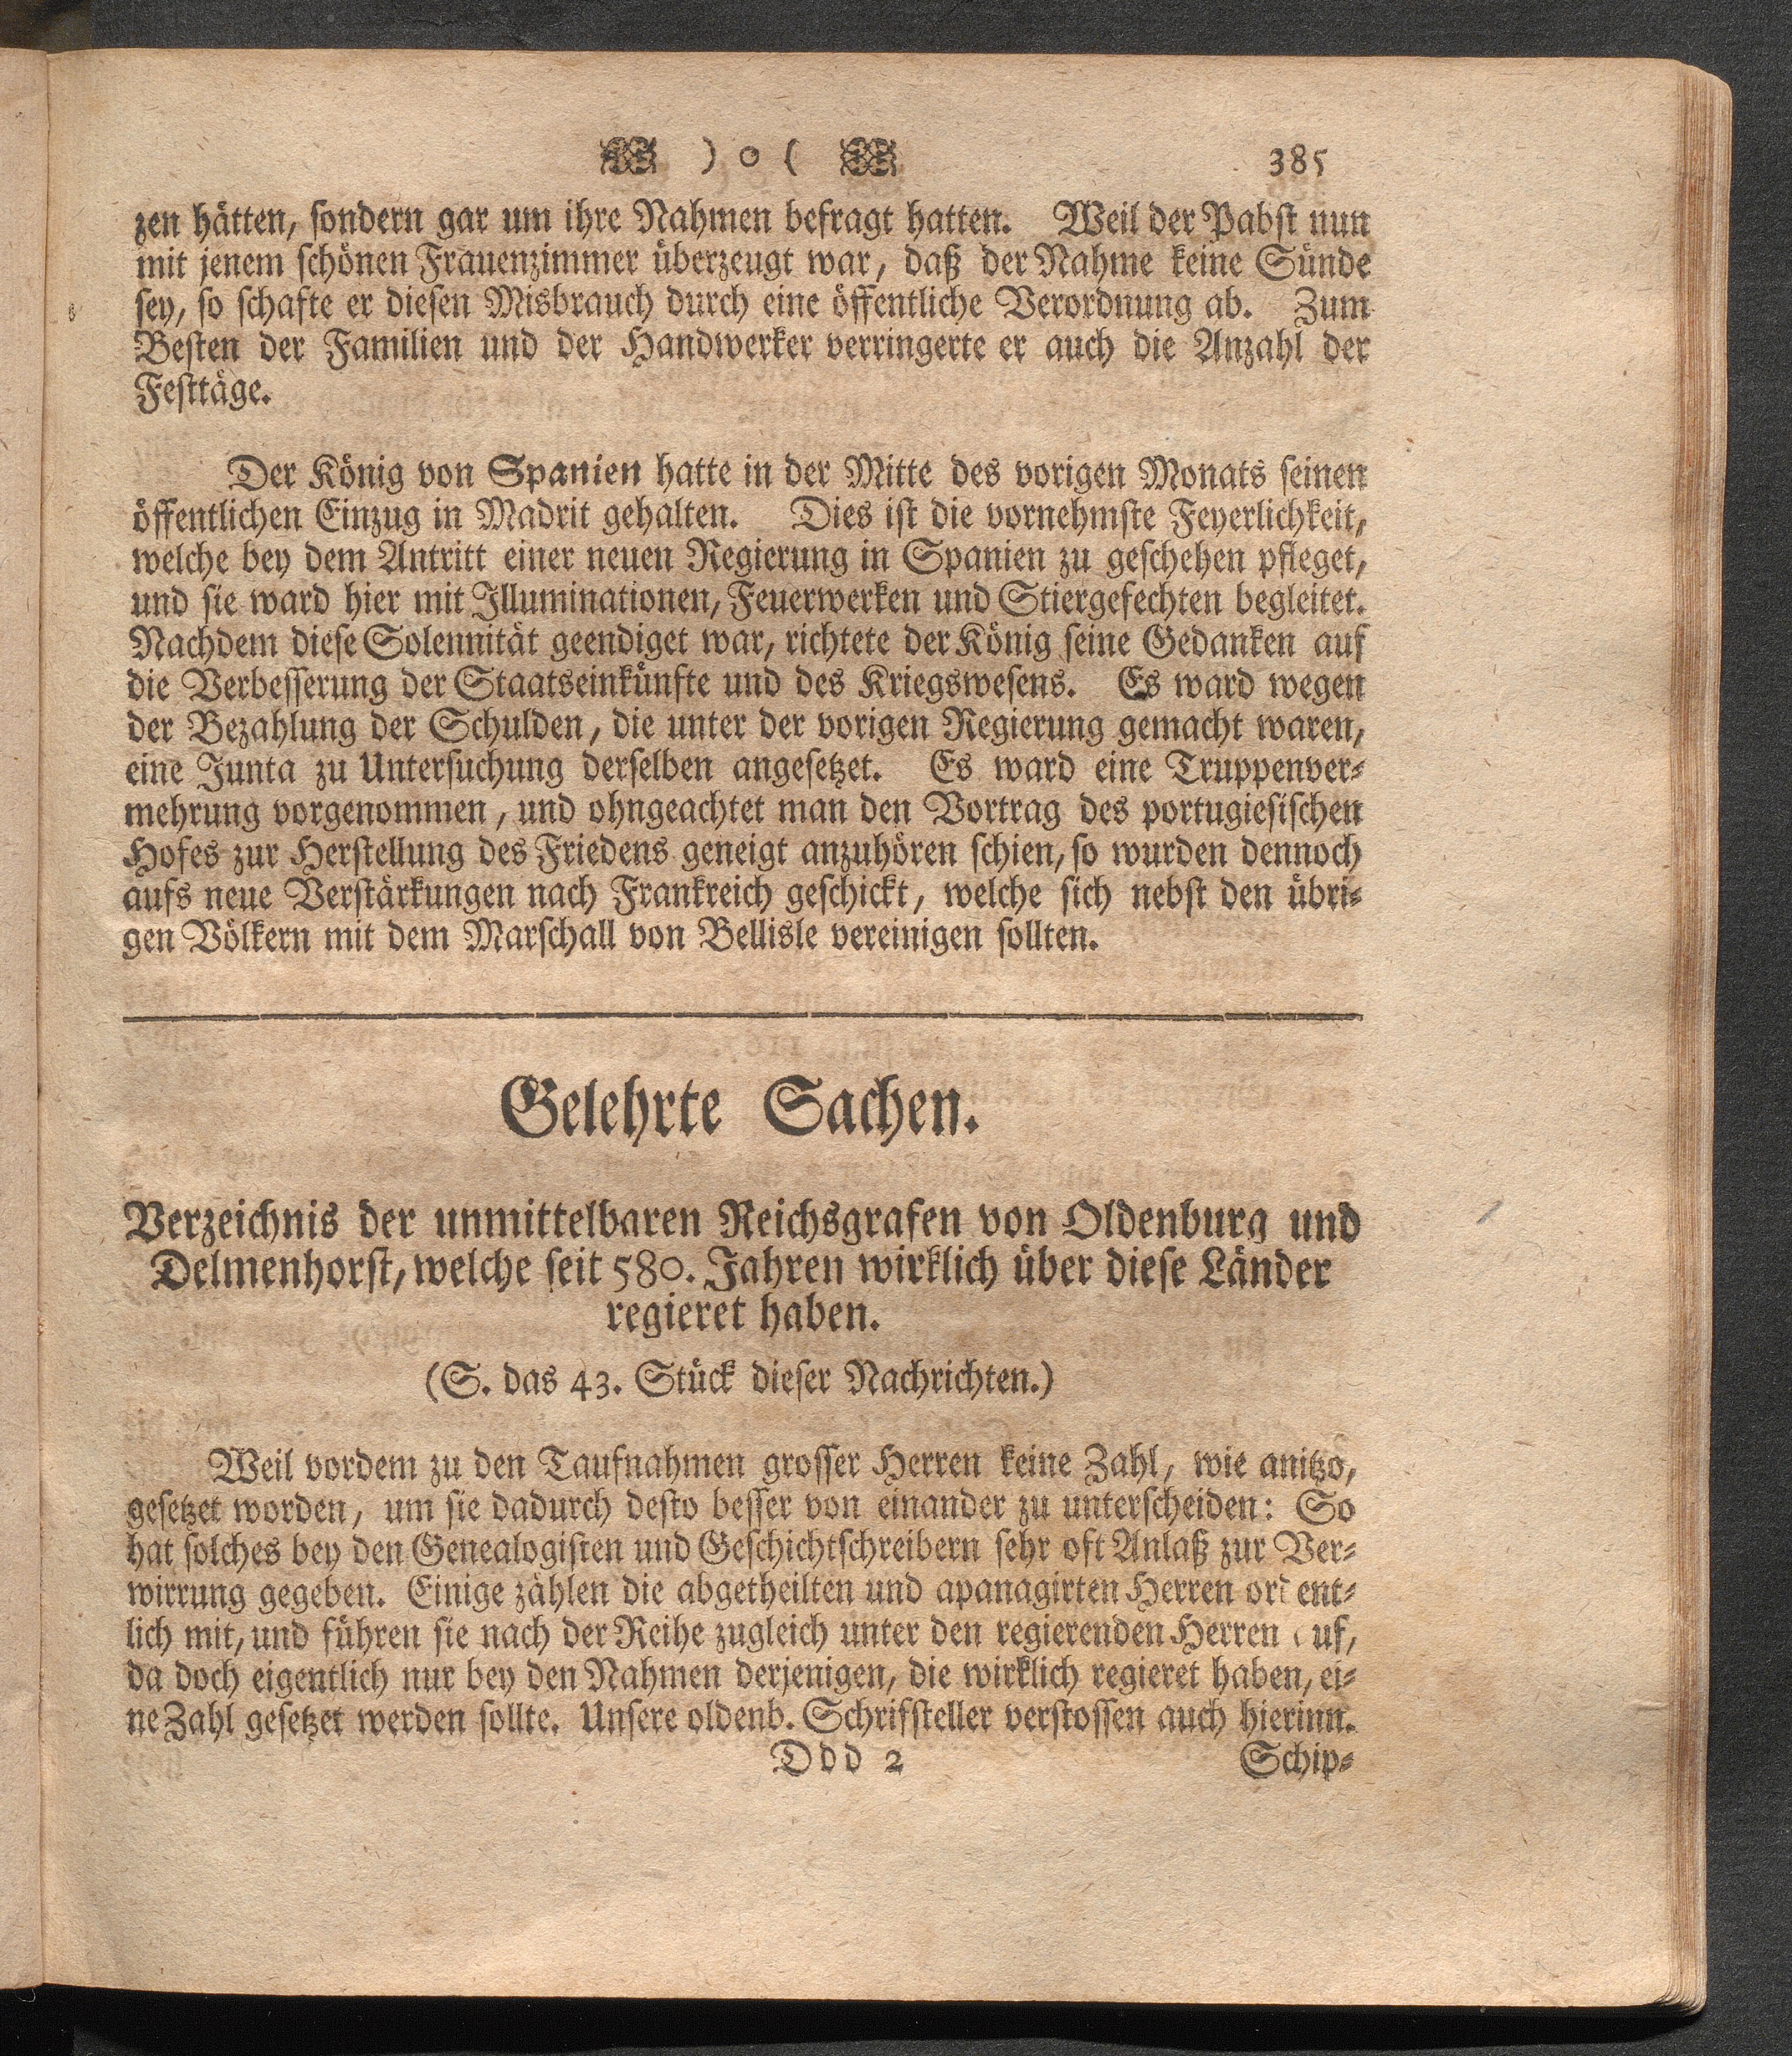 ) o ( 385
zen hätten, sondern gar um ihre Nahmen befragt hatten. Weil der Pabst nun
mit jenem schönen Frauenzimmer überzeugt war, daß der Nahme keine Sünde
sey, so schafte er diesen Misbrauch durch eine öffentliche Verordnung ab. Zum
Besten der Familien und der Handwerker verringerte er auch die Anzahl der
Festtäge.
Der König von Spanien hatte in der Mitte des vorigen Monats seinen
öffentlichen Einzug in Madrit gehalten. Dies ist die vornehmste Feyerlichkeit,
welche bey dem Antritt einer neuen Regierung in Spanien zu geschehen pfleget,
und sie ward hier mit Illuminationen, Feuerwerken und Stiergefechten begleitet.
Nachdem diese Solennität geendiget war, richtete der König seine Gedanken auf
die Verbesserung der Staatseinkünfte und des Kriegswesens. Es ward wegen
der Bezahlung der Schulden, die unter der vorigen Regierung gemacht waren,
eine Junta zu Untersuchung derselben angesetzet. Es ward eine Truppenver-
mehrung vorgenommen, und ohngeachtet man den Vortrag des portugiesischen
Hofes zur Herstellung des Friedens geneigt anzuhören schien, so wurden dennoch
aufs neue Verstärkungen nach Frankreich geschickt, welche sich nebst den übri-
gen Völkern mit dem Marschall von Bellisle vereinigen sollten.
Gelehrte Sachen.
Verzeichnis der unmittelbaren Reichsgrafen von Oldenburg und
Delmenhorst, welche seit 580. Jahren wirklich über diese Länder
regieret haben.
(S. das 43. Stück dieser Nachrichten.)
Weil vordem zu den Taufnahmen grosser Herren keine Zahl, wie anitzo,
gesetzet worden, um sie dadurch desto besser von einander zu unterscheiden: So
hat solches bey den Genealogisten und Geschichtschreibern sehr oft Anlaß zur Ver-
wirrung gegeben. Einige zählen die abgetheilten und apanagirten Herren ordent-
lich mit, und führen sie nach der Reihe zugleich unter den regierenden Herren auf,
da doch eigentlich nur bey den Nahmen derjenigen, die wirklich regieret haben, ei-
ne Zahl gesetzet werden sollte. Unsere oldenb. Schrifsteller verstossen auch hierinn.
Ddd 2 Schip-